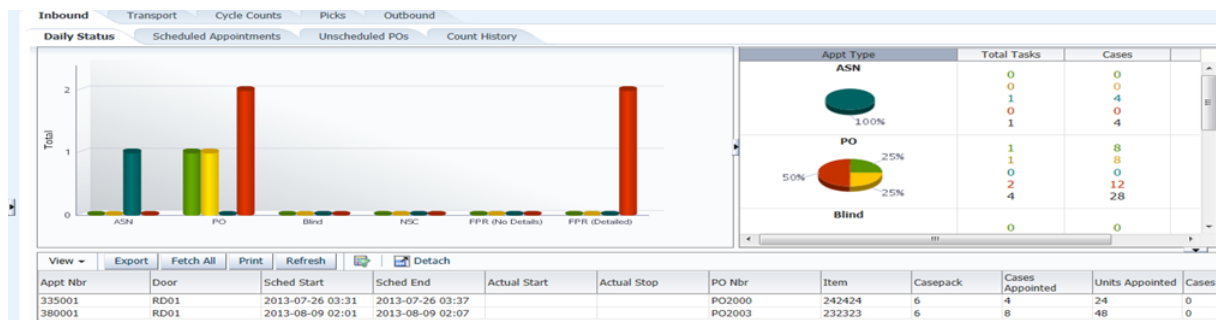 Inbound Transport Cycle Counts Picks Outbound
Daily Status Scheduled Appointments Unscheduled POs Count History
Total
2
1
0
ASN PO Blind NSC FPR (No Details) FPR (Detailed)
Appt Type Total Tasks Cases
ASN
0 0
0 0
1 4
0 0
1 4
100%
PO
1 8
1 8
0 0
2 12
4 28
25%
50%
25%
Blind
0 0
View Export Fetch All Print Refresh Detach
Appt Nbr Door Sched Start Sched End Actual Start Actual Stop PO Nbr Item Casepack Cases Appointed Units Appointed Cases
335001 RD01 2013-07-26 03:31 2013-07-26 03:37 PO2000 242424 6 4 24 0
380001 RD01 2013-08-09 02:01 2013-08-09 02:07 PO2003 232323 6 8 48 0